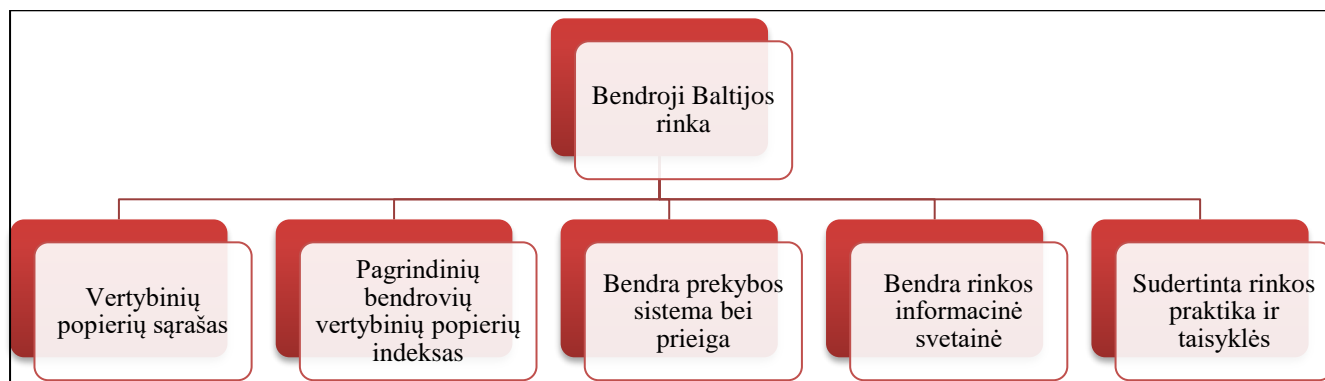 Bendroji Baltijos
rinka
Vertybinių
popierių sąrašas
Pagrindinių
bendrovių
vertybinių popierių
indeksas
Bendra prekybos
sistema bei
prieiga
Bendra rinkos
informacinė
svetainė
Sudertinta rinkos
praktika ir
taisyklės